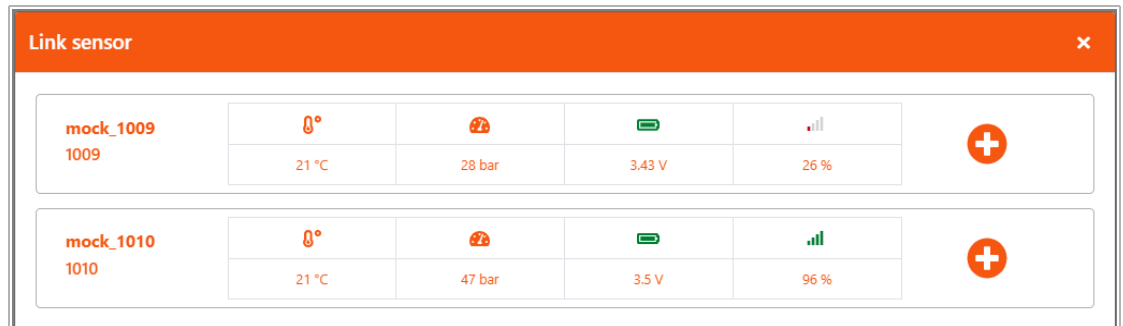 Link sensor
mock_1009
1009
21 °C
28 bar
3.43 V
26 %
mock_1010
1010
21 °C
47 bar
3.5 V
96 %